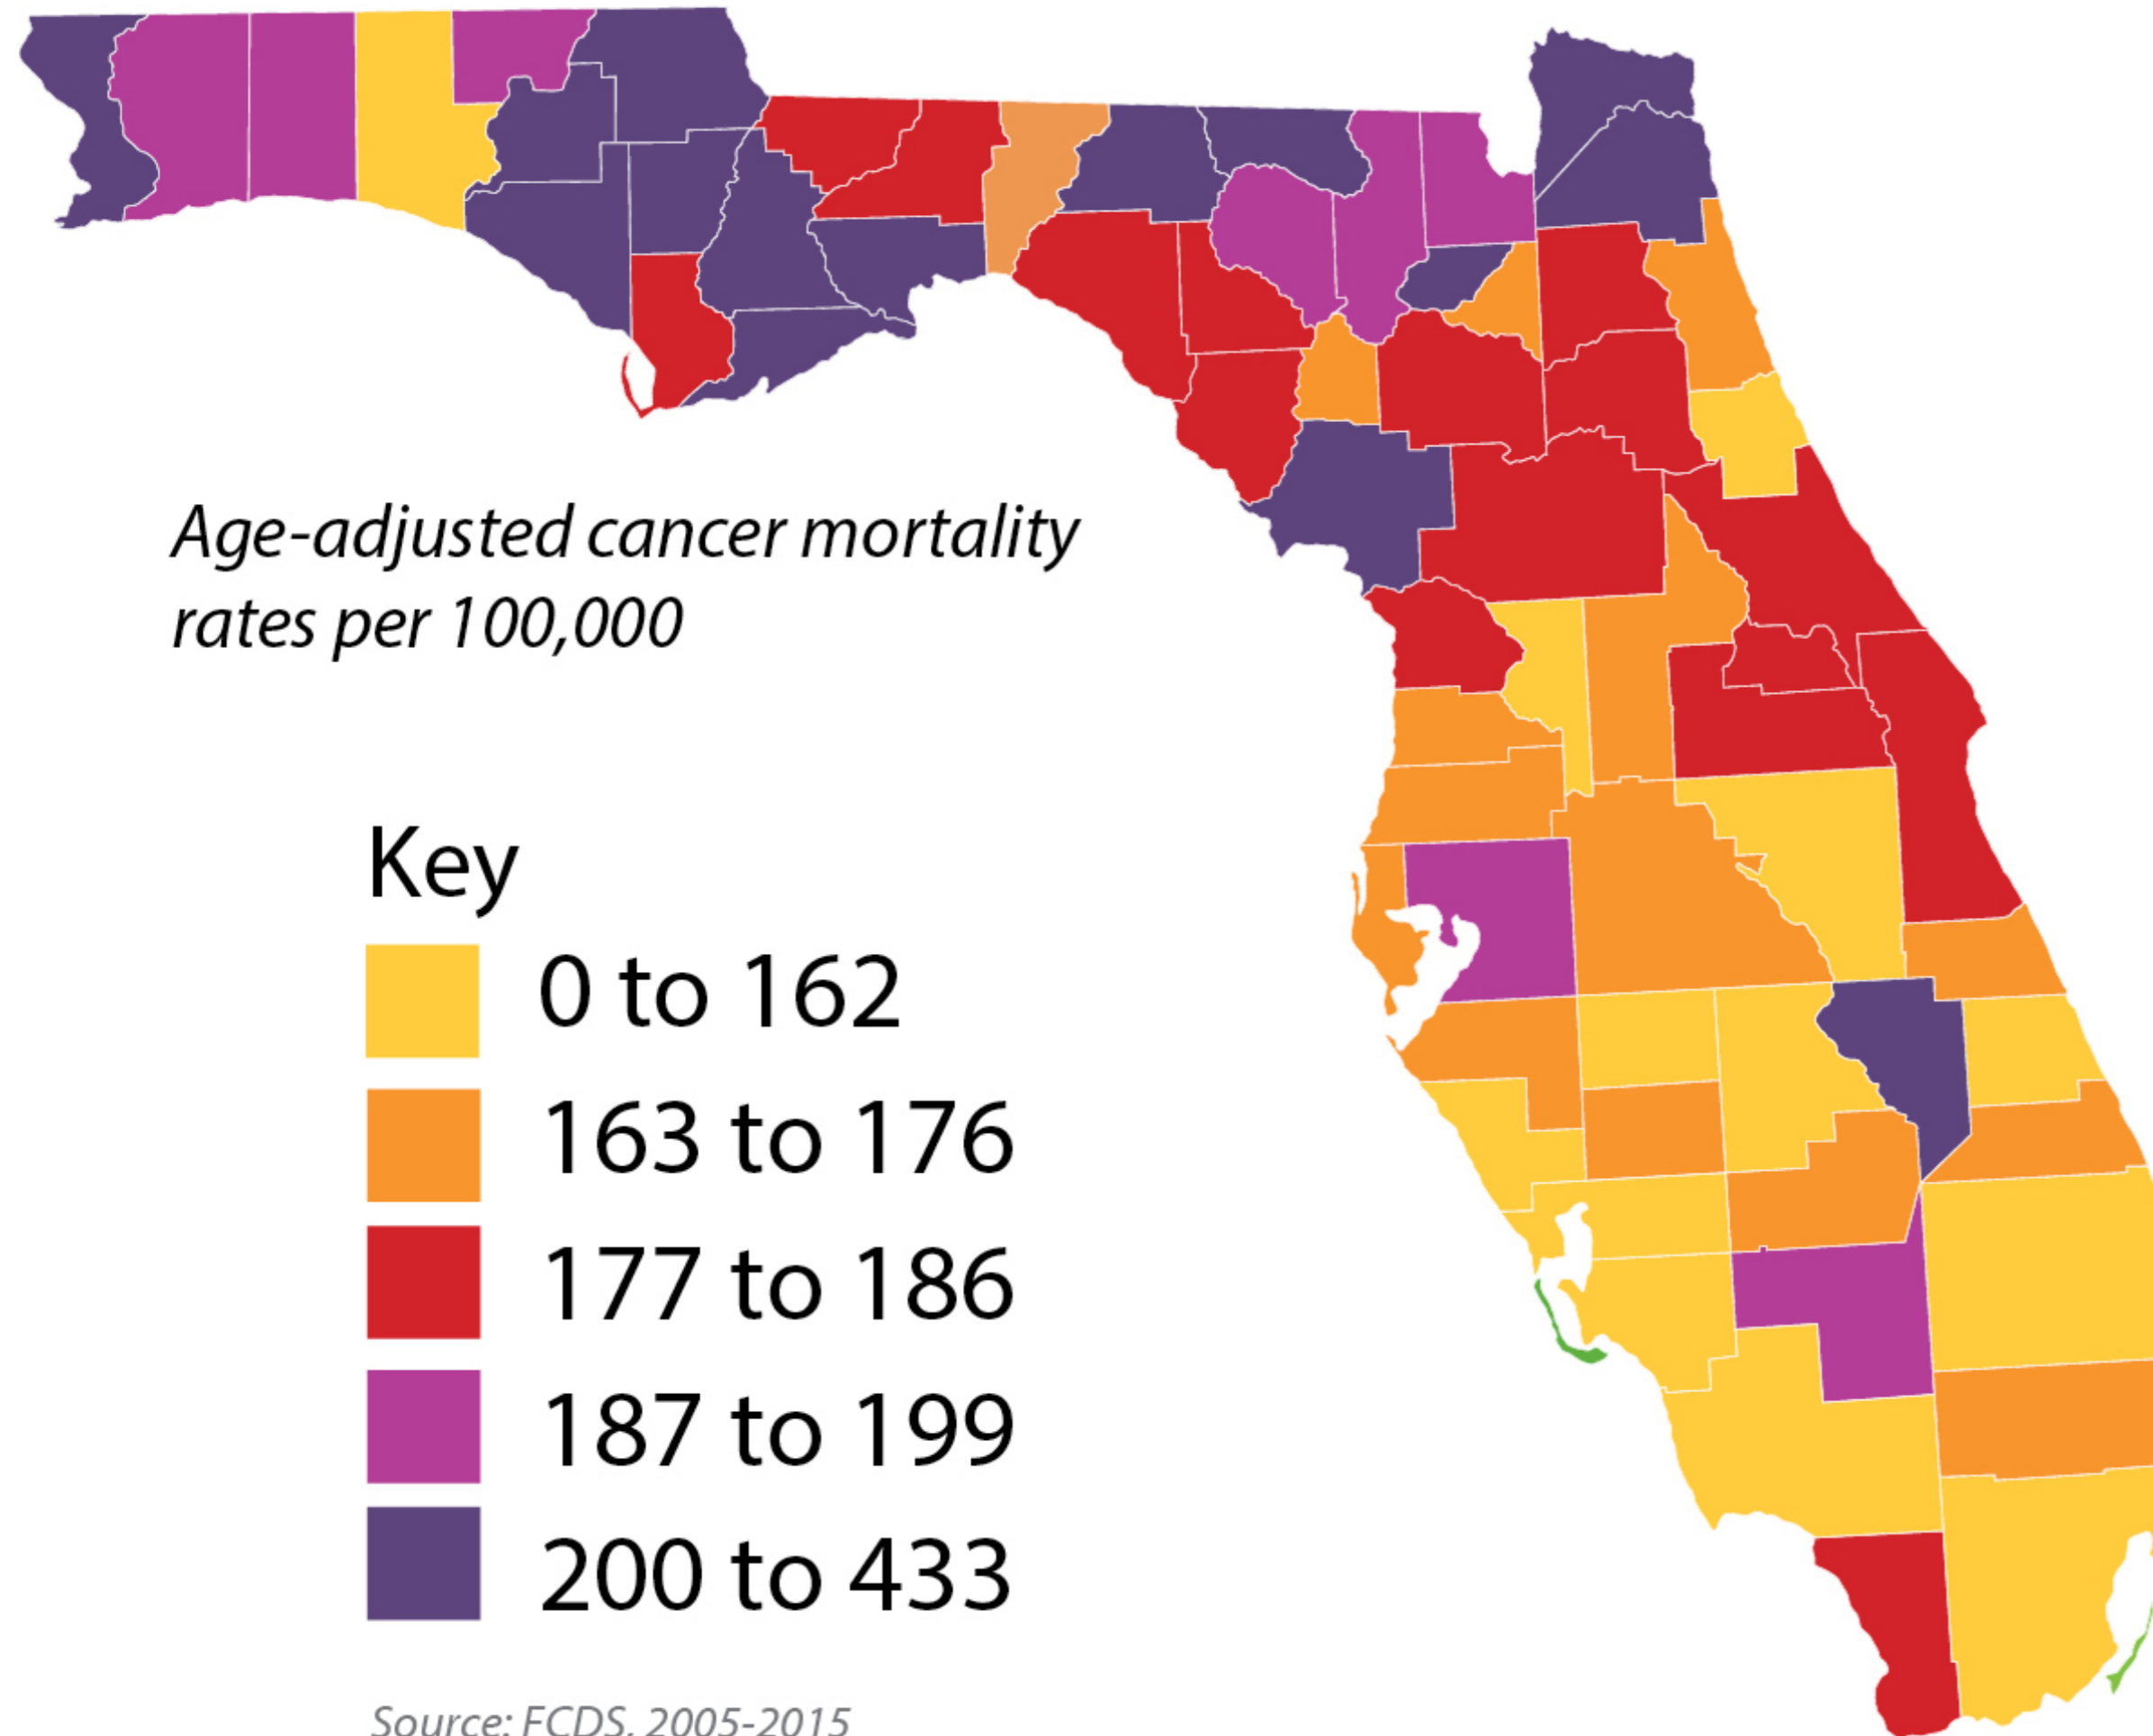 Age-adjusted cancer mortality
rates per 100,000
Key
0 to 162
163 to 176
177 to 186
187 to 199
200 to 433
Source: FCDS, 2005-2015